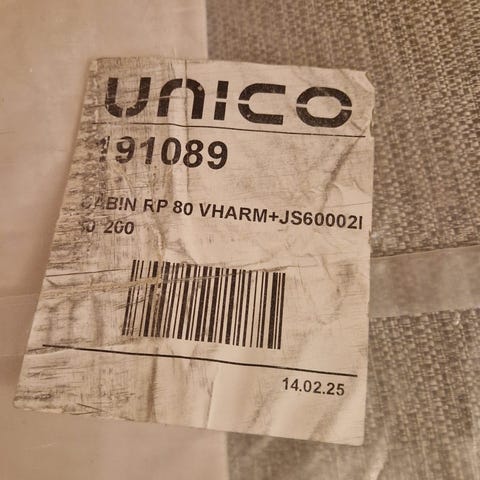 UNICO
191089
CABIN RP 80 VHARM+JS60002I
200
14.02.25